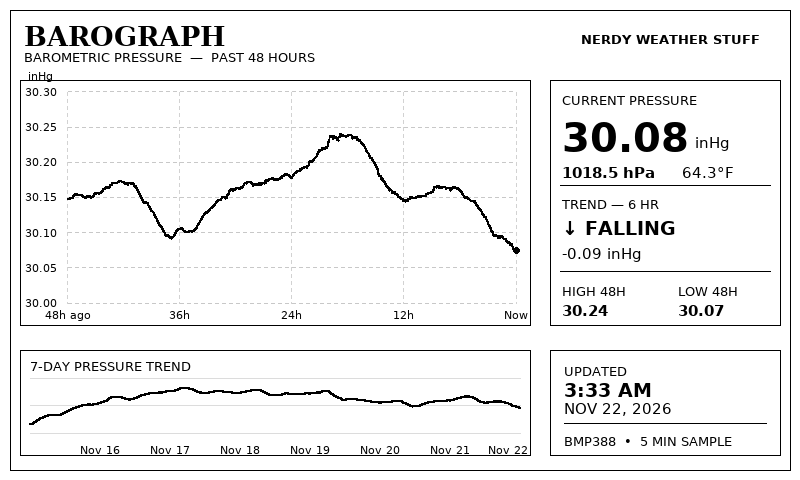 BAROGRAPH
BAROMETRIC PRESSURE — PAST 48 HOURS
NERDY WEATHER STUFF
inHg
30.30
30.25
30.20
30.15
30.10
30.05
30.00
48h ago 36h 24h 12h Now
CURRENT PRESSURE
30.08 inHg
1018.5 hPa 64.3°F
TREND — 6 HR
↓ FALLING
-0.09 inHg
HIGH 48H LOW 48H
30.24 30.07
7-DAY PRESSURE TREND
Nov 16 Nov 17 Nov 18 Nov 19 Nov 20 Nov 21 Nov 22
UPDATED
3:33 AM
NOV 22, 2026
BMP388 • 5 MIN SAMPLE